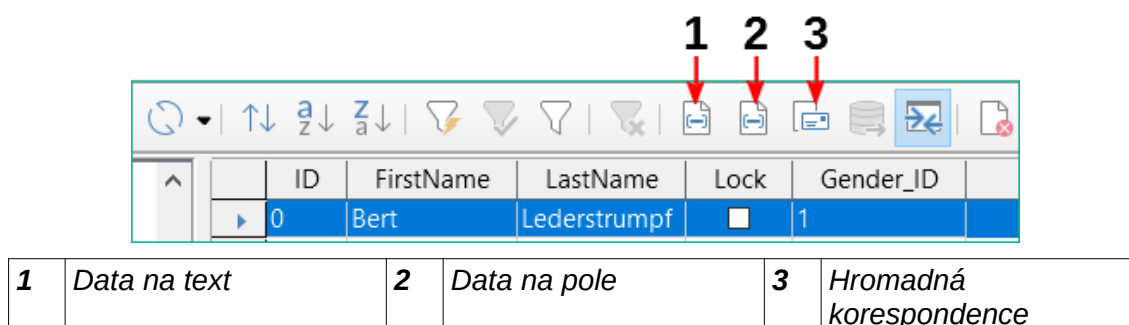 1 2 3
ID FirstName LastName Lock Gender_ID
0 Bert Lederstrumpf 1
1 Data na text 2 Data na pole 3 Hromadná
korespondence